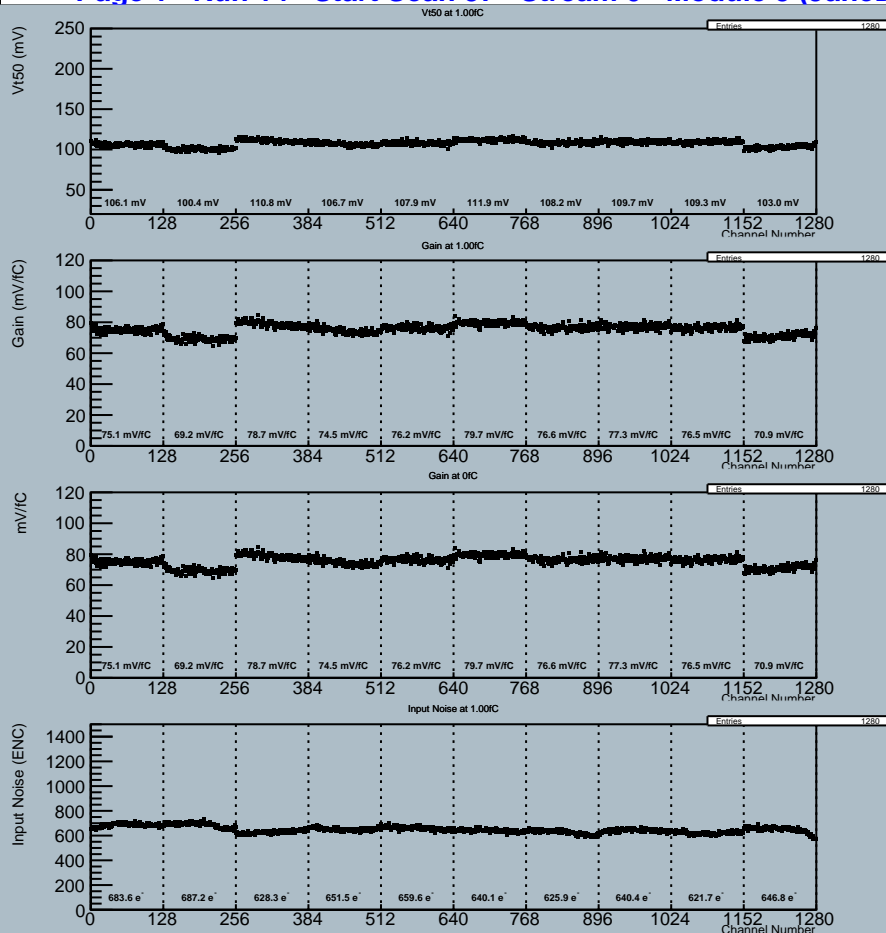 Vt50 at 1.00fC
Entries 1280
Vt50 (mV)
250
200
150
100
50
106.1 mV 100.4 mV 110.8 mV 106.7 mV 107.9 mV 111.9 mV 108.2 mV 109.7 mV 109.3 mV 103.0 mV
0 128 256 384 512 640 768 896 1024 1152 1280
Channel Number
Gain at 1.00fC
Entries 1280
Gain (mV/fC)
120
100
80
60
40
20
0
75.1 mV/fC 69.2 mV/fC 78.7 mV/fC 74.5 mV/fC 76.2 mV/fC 79.7 mV/fC 76.6 mV/fC 77.3 mV/fC 76.5 mV/fC 70.9 mV/fC
0 128 256 384 512 640 768 896 1024 1152 1280
Channel Number
Gain at 0fC
Entries 1280
mV/fC
120
100
80
60
40
20
0
75.1 mV/fC 69.2 mV/fC 78.7 mV/fC 74.5 mV/fC 76.2 mV/fC 79.7 mV/fC 76.6 mV/fC 77.3 mV/fC 76.5 mV/fC 70.9 mV/fC
0 128 256 384 512 640 768 896 1024 1152 1280
Channel Number
Input Noise at 1.00fC
Entries 1280
Input Noise (ENC)
1400
1200
1000
800
600
400
200
0
683.6 e⁻ 687.2 e⁻ 628.3 e⁻ 651.5 e⁻ 659.6 e⁻ 640.1 e⁻ 625.9 e⁻ 640.4 e⁻ 621.7 e⁻ 646.8 e⁻
0 128 256 384 512 640 768 896 1024 1152 1280
Channel Number